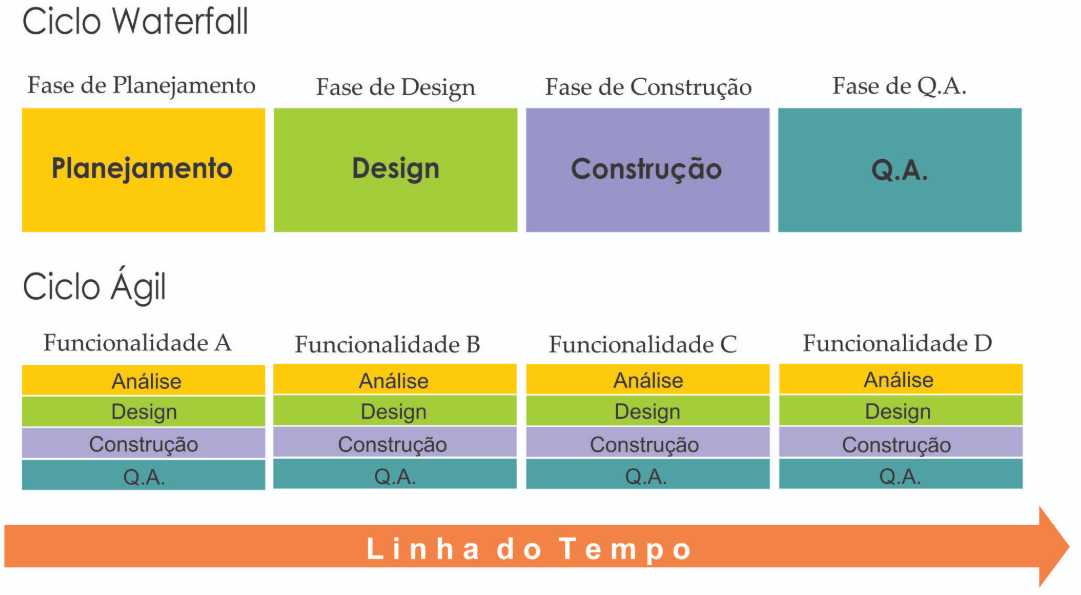 Ciclo Waterfall
Fase de Planejamento
Fase de Design
Fase de Construção
Fase de Q.A.
Planejamento
Design
Construção
Q.A.
Ciclo Ágil
Funcionalidade A
Funcionalidade B
Funcionalidade C
Funcionalidade D
Análise
Análise
Análise
Análise
Design
Design
Design
Design
Construção
Construção
Construção
Construção
Q.A.
Q.A.
Q.A.
Q.A.
Linha do Tempo